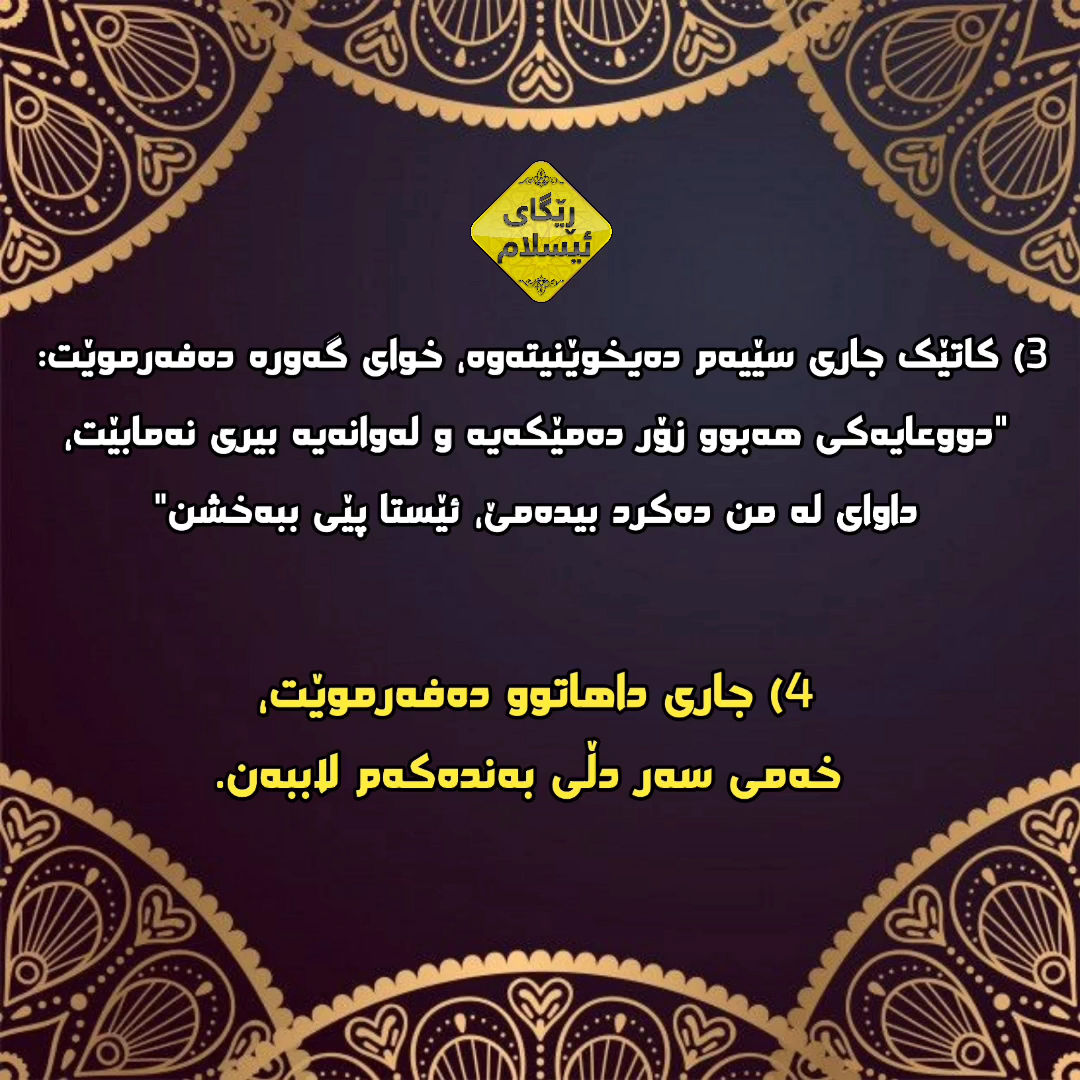 ڕێگای
ئیسلام
3) کاتێک جاری سێیەم دەیخوێنیتەوە، خوای گەورە دەفەرموێت:
"دووعایەکی هەبوو زۆر دەمێکەیە و لەوانەیە بیری نەمابێت،
داوای لە من دەکرد بیدەمێ، ئێستا پێی ببەخشن"
4) جاری داهاتوو دەفەرموێت،
خەمی سەر دڵی بەندەکەم لاببەن.